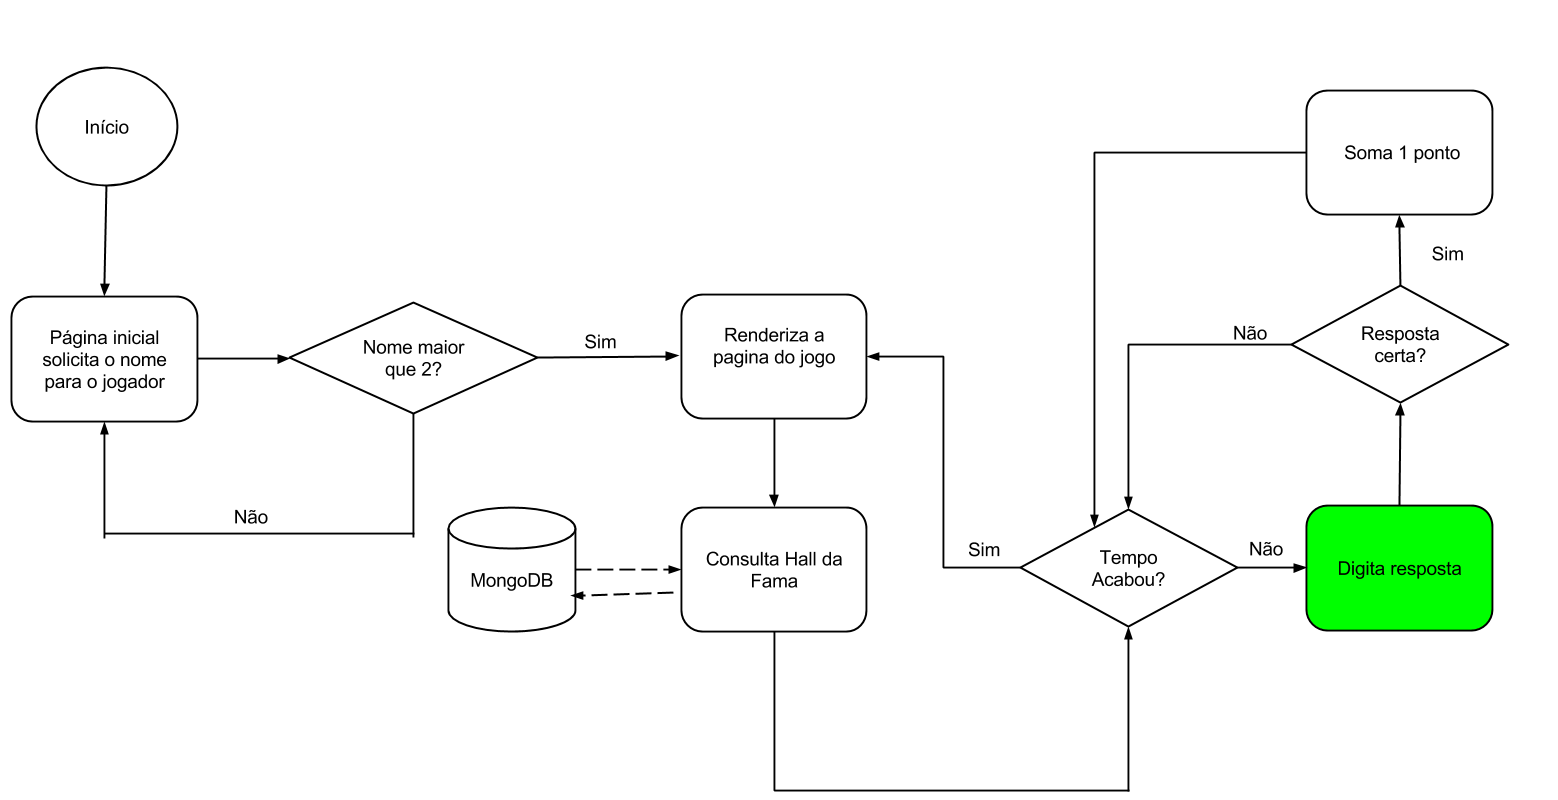 Início
Página inicial
solicita o nome
para o jogador
Nome maior
que 2?
Sim
Não
Renderiza a
pagina do jogo
MongoDB
Consulta Hall da
Fama
Sim
Tempo
Acabou?
Não
Digita resposta
Resposta
certa?
Não
Sim
Soma 1 ponto